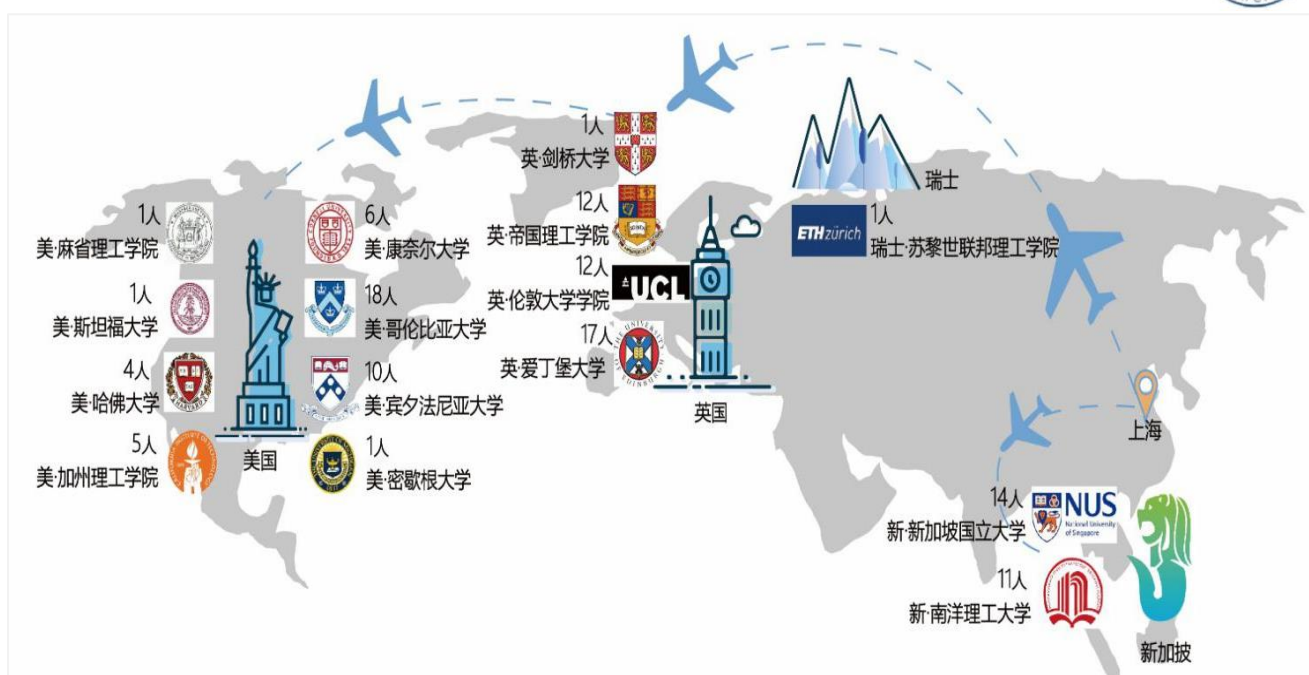 1人
英·剑桥大学
12人
英·帝国理工学院
12人
英·伦敦大学学院
UCL
17人
英·爱丁堡大学
英国
瑞士
ETHzürich
1人
瑞士·苏黎世联邦理工学院
1人
美·麻省理工学院
6人
美·康奈尔大学
1人
美·斯坦福大学
18人
美·哥伦比亚大学
4人
美·哈佛大学
HARVARD
10人
美·宾夕法尼亚大学
5人
美·加州理工学院
美国
1人
美·密歇根大学
上海
14人
新·新加坡国立大学
NUS
National University
of Singapore
11人
新·南洋理工大学
新加披